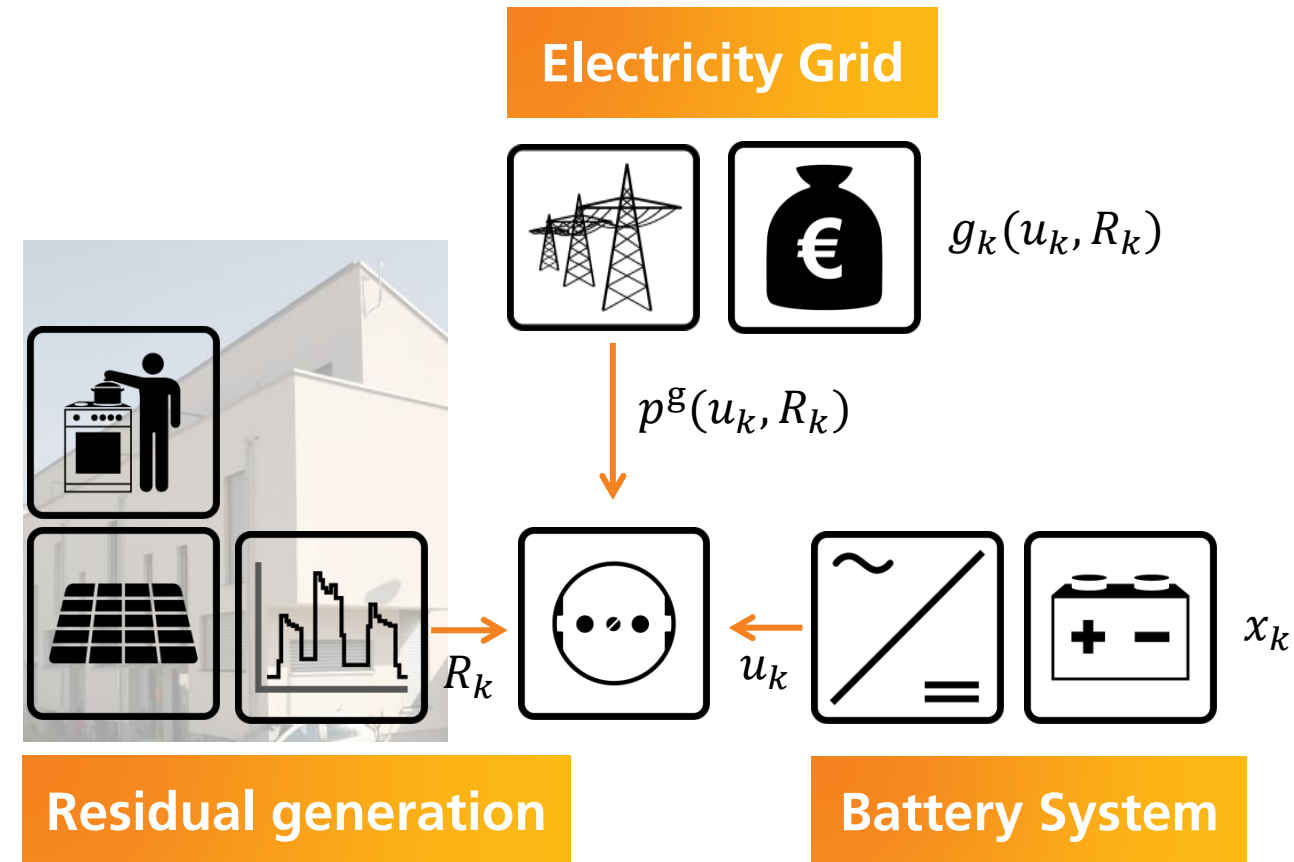 Electricity Grid
€
g_k(u_k, R_k)
p^g(u_k, R_k)
R_k
u_k
+ -
x_k
Residual generation
Battery System